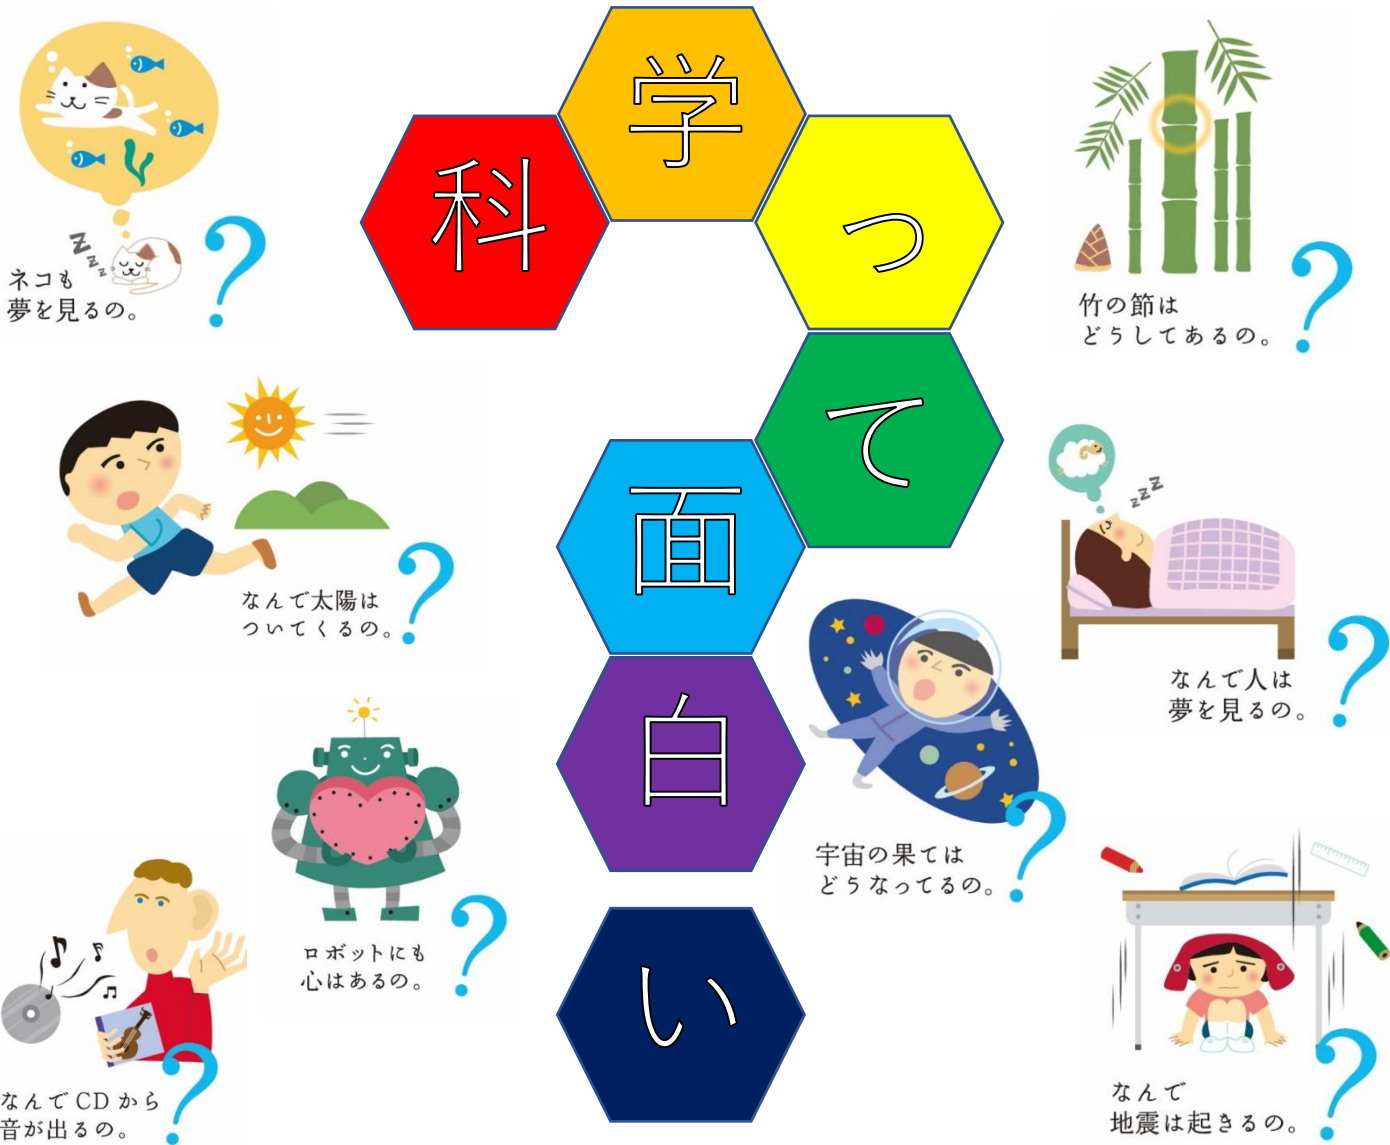 科学って面白い
ネコも
夢を見るの。?
竹の節は
どうしてあるの。?
なんで太陽は
ついてくるの。?
なんで人は
夢を見るの。?
ロボットにも
心はあるの。?
宇宙の果ては
どうなってるの。?
なんでCDから
音が出るの。?
なんで
地震は起きるの。?
zzzz
zzz